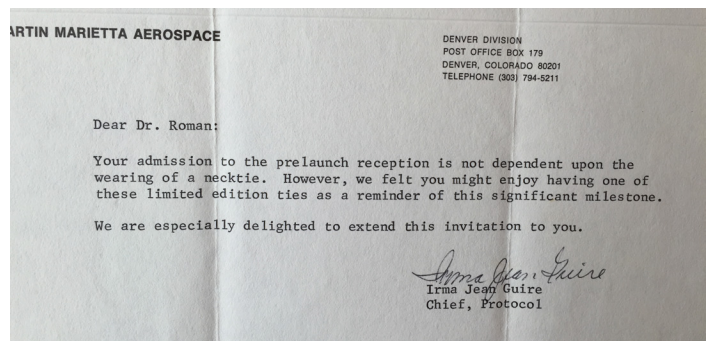 ARTIN MARIETTA AEROSPACE
DENVER DIVISION
POST OFFICE BOX 179
DENVER, COLORADO 80201
TELEPHONE (303) 794-5211
Dear Dr. Roman:
Your admission to the prelaunch reception is not dependent upon the
wearing of a necktie. However, we felt you might enjoy having one of
these limited edition ties as a reminder of this significant milestone.
We are especially delighted to extend this invitation to you.
Irma Jean Guire
Irma Jean Guire
Chief, Protocol